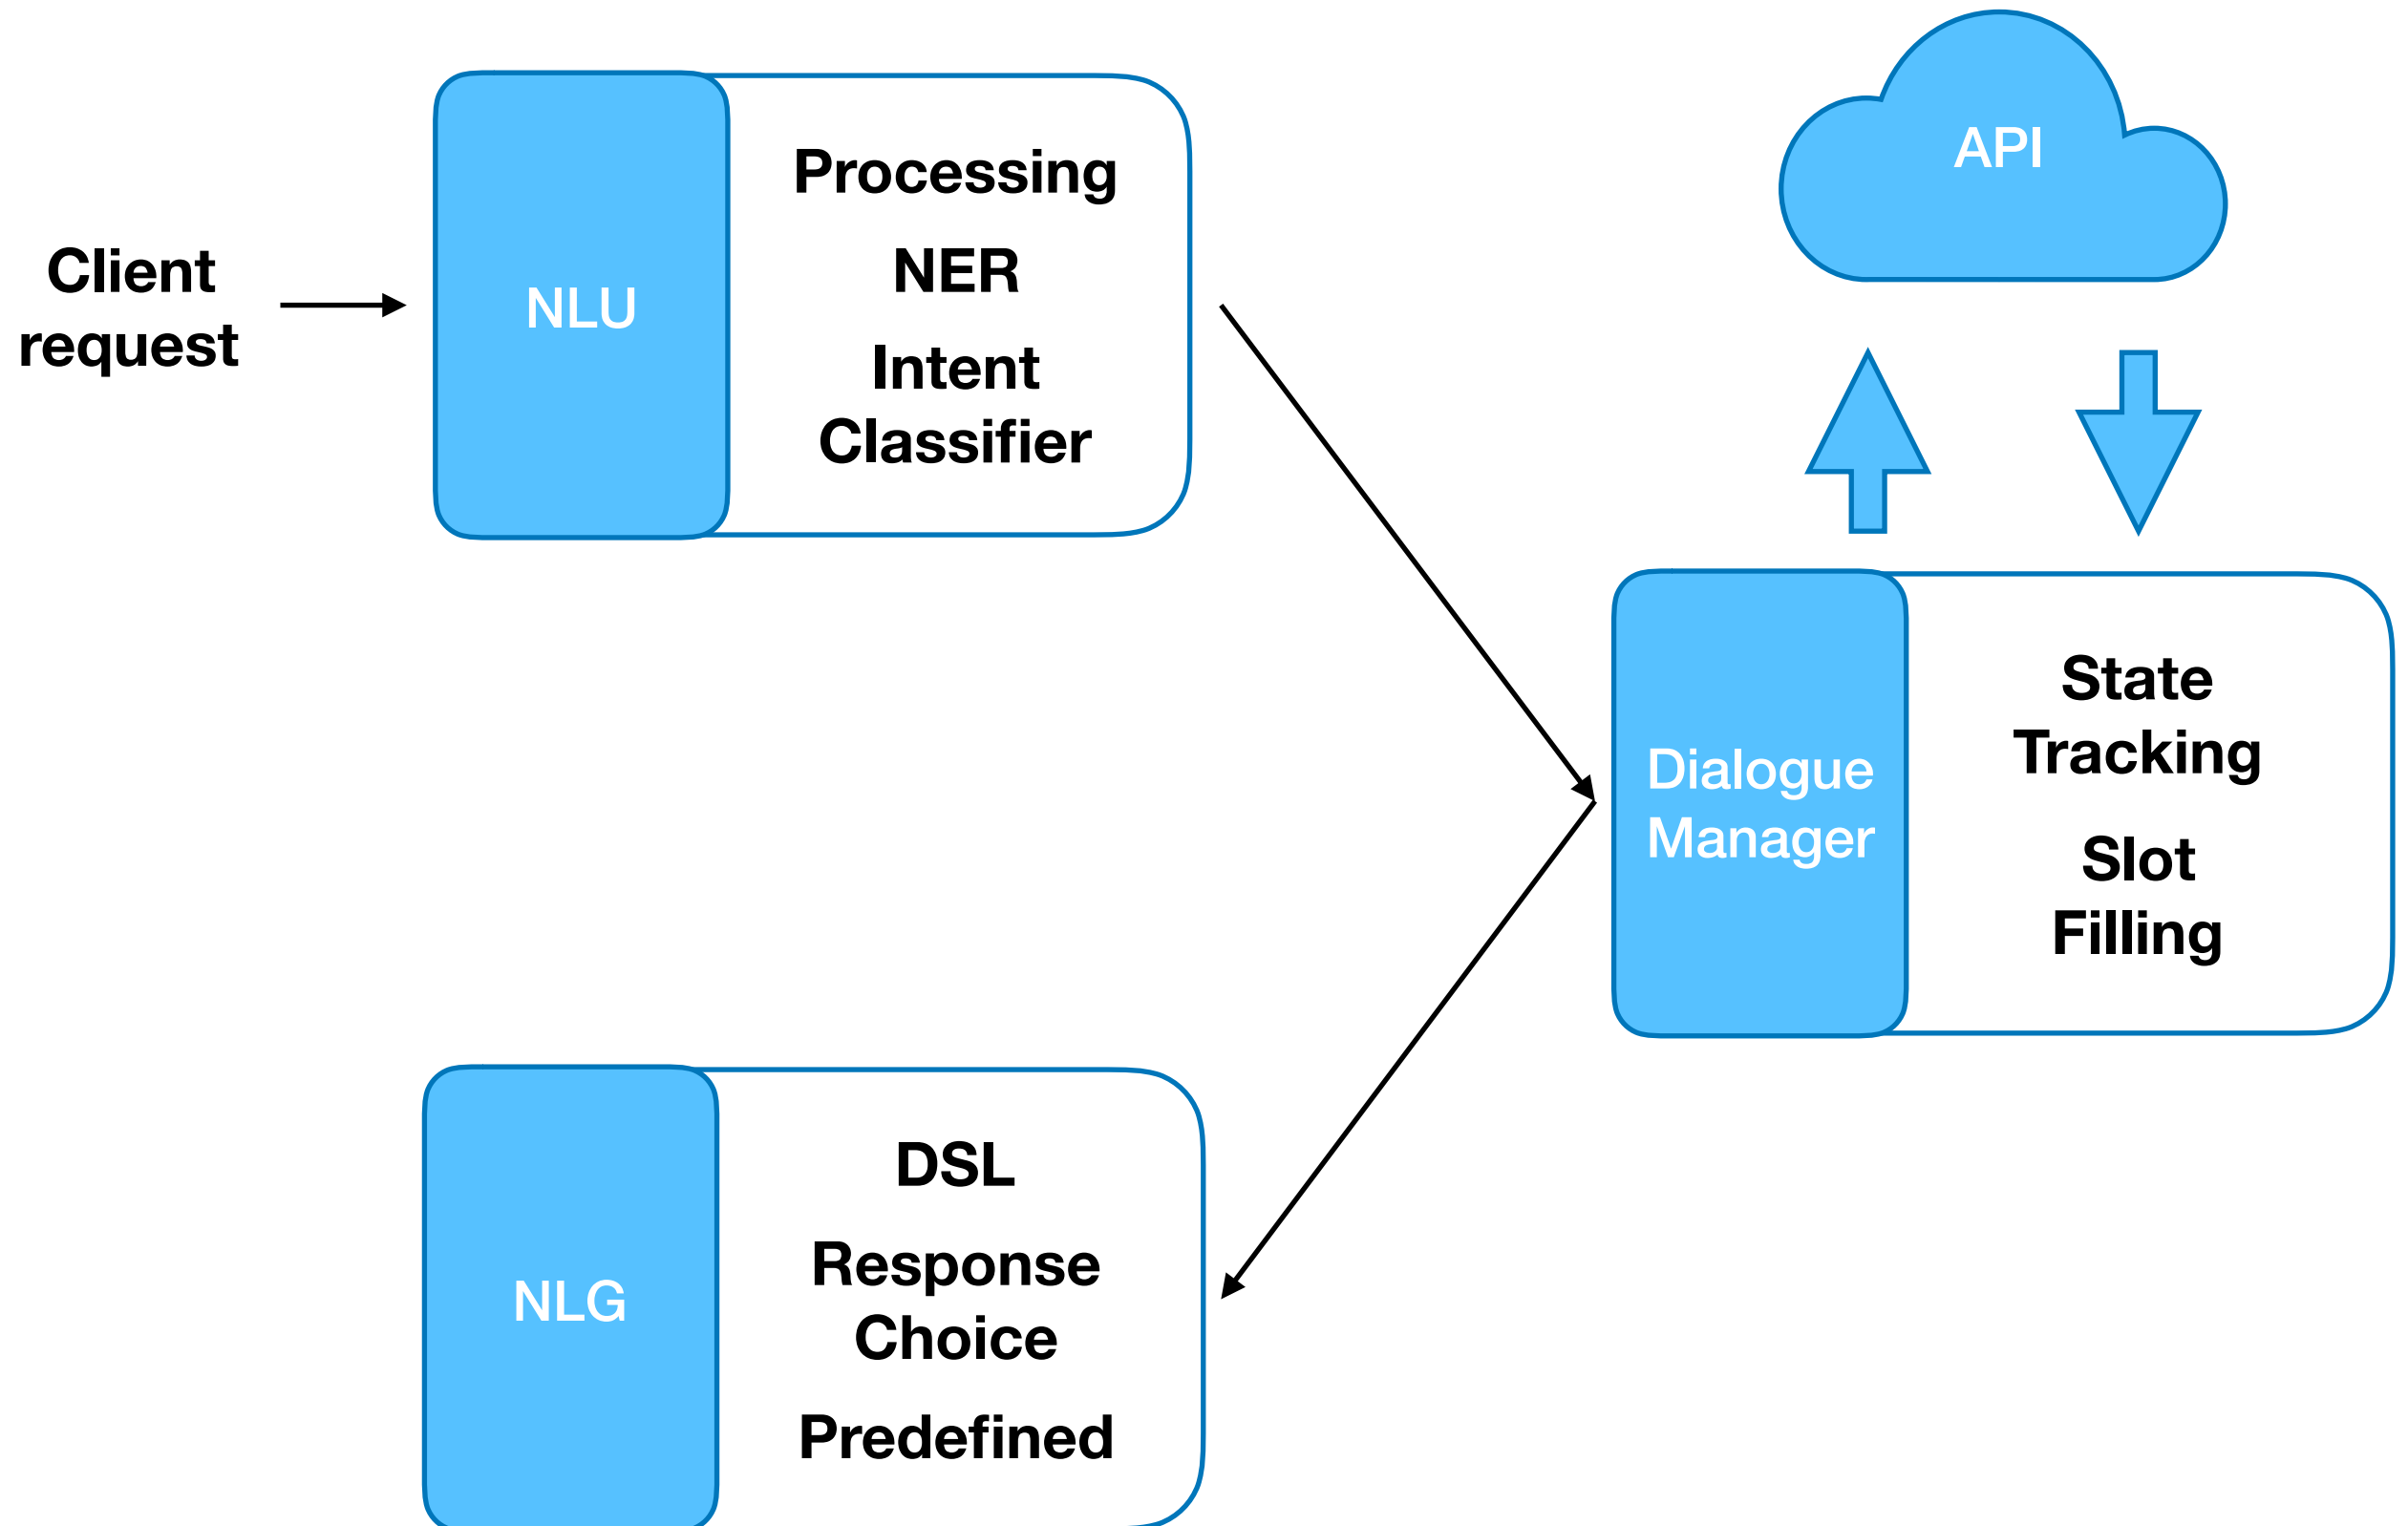 Client
request
NLU
Processing
NER
Intent
Classifier
API
Dialogue
Manager
State
Tracking
Slot
Filling
NLG
DSL
Response
Choice
Predefined